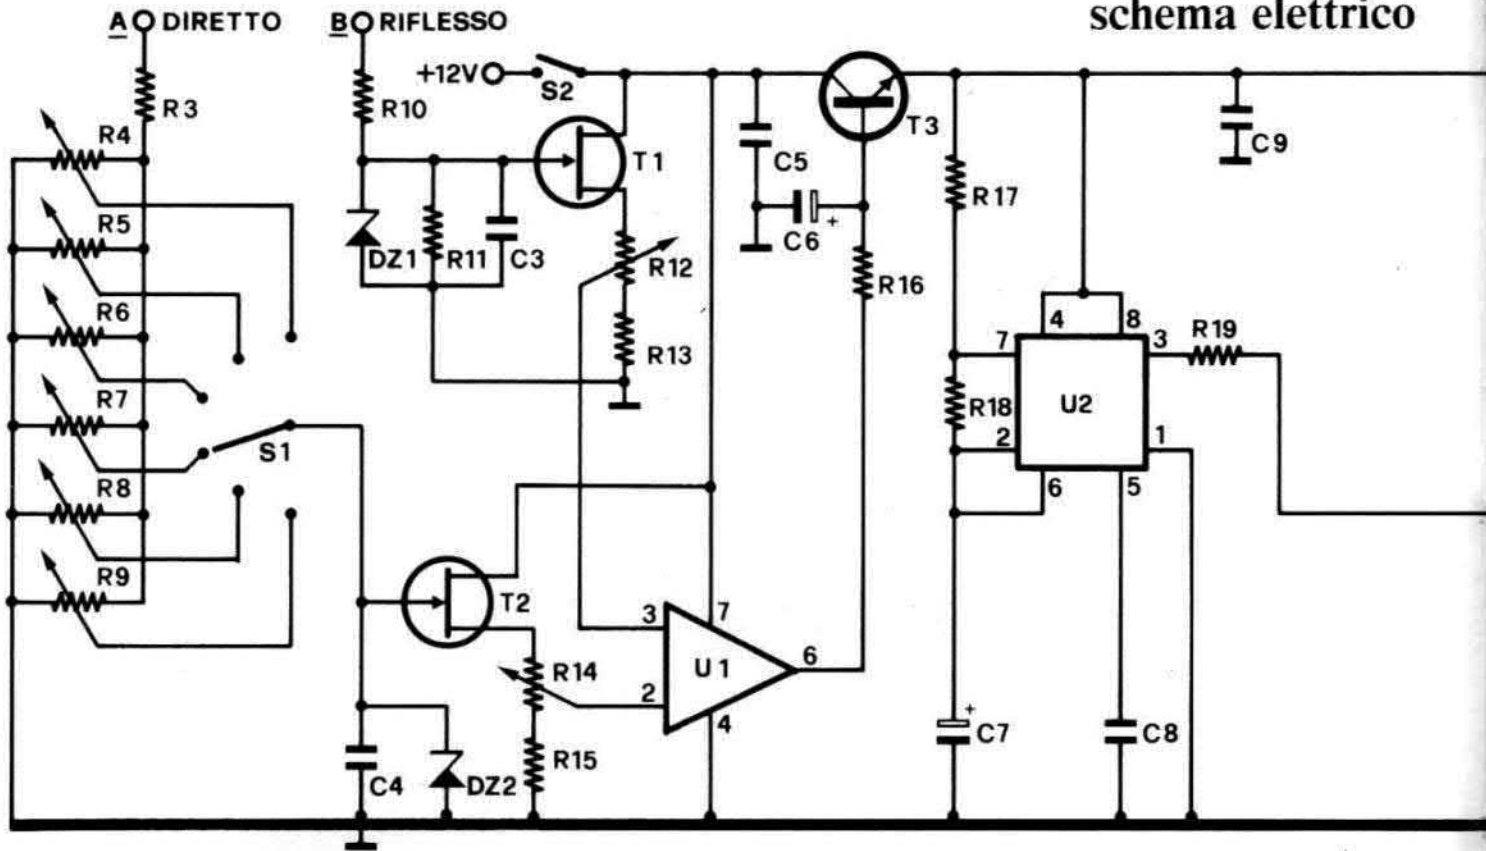 A DIRETTO
B RIFLESSO
schema elettrico
+12V
S2
R3
R10
R4
T1
T3
C5
C9
R17
R5
DZ1
R11
C3
R12
C6
+
R16
R6
R13
4
8
R19
7
3
R7
R18
U2
S1
2
1
R8
6
5
R9
T2
3
7
U1
6
R14
2
4
+
C7
C8
R15
C4
DZ2